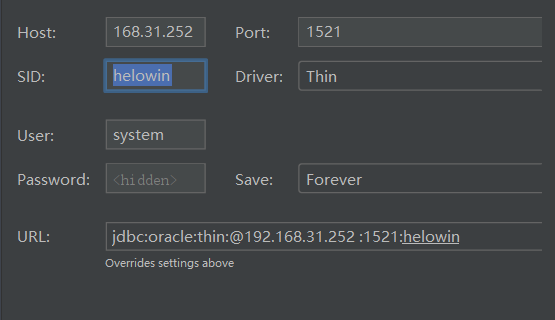 Host: 168.31.252 Port: 1521
SID: helowin Driver: Thin
User: system
Password: <hidden> Save: Forever
URL: jdbc:oracle:thin:@192.168.31.252 :1521:helowin
Overrides settings above